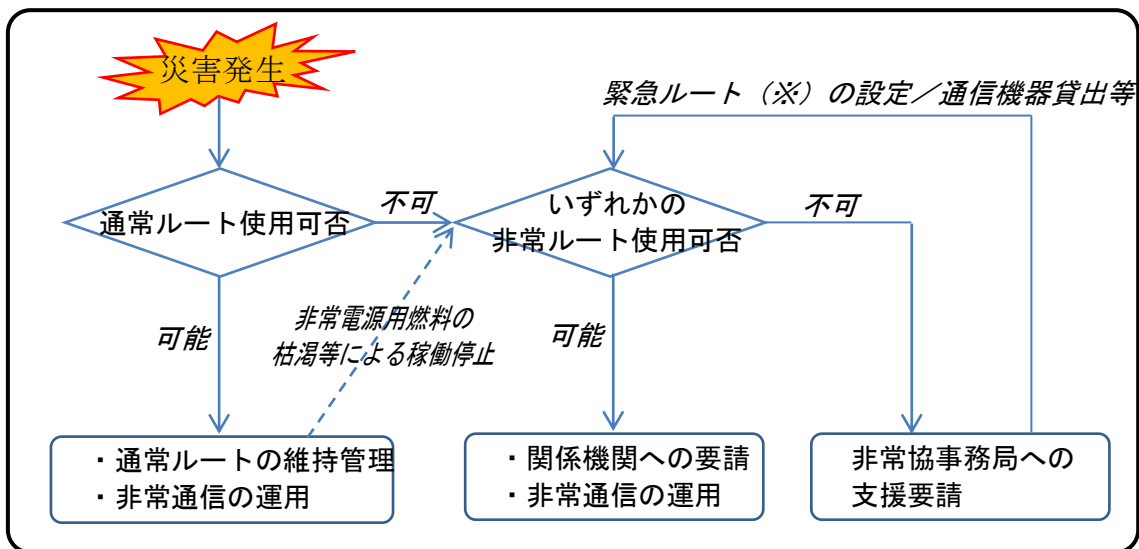 災害発生
緊急ルート（※）の設定／通信機器貸出等
通常ルート使用可否
不可
いずれかの
非常ルート使用可否
不可
可能
非常電源用燃料の
枯渇等による稼働停止
可能
・通常ルートの維持管理
・非常通信の運用
・関係機関への要請
・非常通信の運用
非常協事務局への
支援要請